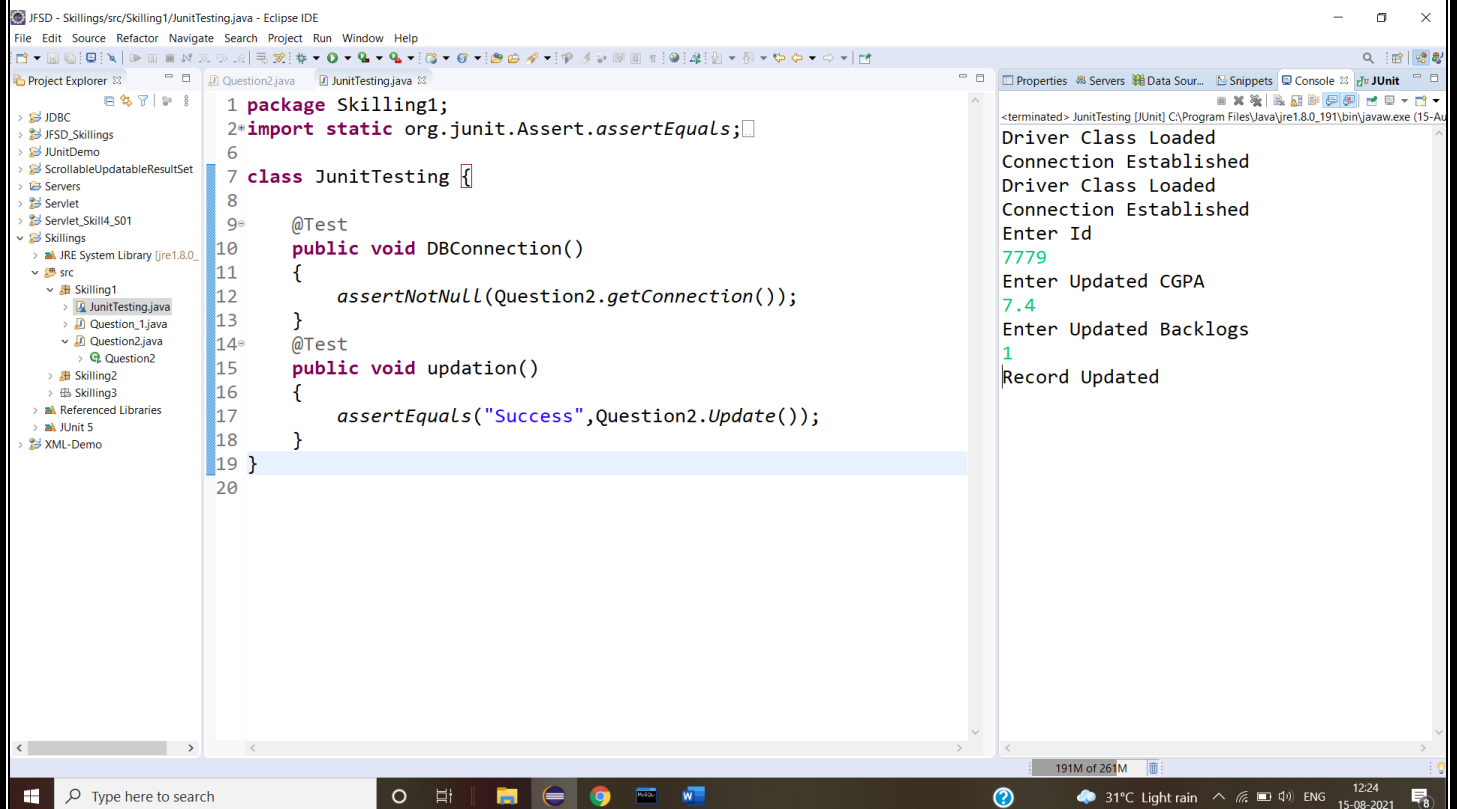 JFSD - Skillings/src/Skilling1/JunitTesting.java - Eclipse IDE
File Edit Source Refactor Navigate Search Project Run Window Help
Project Explorer
JDBC
JFSD_Skillings
JUnitDemo
ScrollableUpdatableResultSet
Servers
Servlet
Servlet_Skill4_S01
Skillings
JRE System Library [jre1.8.0_
src
Skilling1
JunitTesting.java
Question_1.java
Question2.java
Question2
Skilling2
Skilling3
Referenced Libraries
JUnit 5
XML-Demo
Question2.java JunitTesting.java
1 package Skilling1;
2 import static org.junit.Assert.assertEquals;
6
7 class JunitTesting {
8
9 @Test
10 public void DBConnection()
11 {
12 assertNotNull(Question2.getConnection());
13 }
14 @Test
15 public void updation()
16 {
17 assertEquals("Success",Question2.Update());
18 }
19 }
20
Properties Servers Data Sour... Snippets Console JUnit
<terminated> JunitTesting [JUnit] C:\Program Files\Java\jre1.8.0_191\bin\javaw.exe (15-Au
Driver Class Loaded
Connection Established
Driver Class Loaded
Connection Established
Enter Id
7779
Enter Updated CGPA
7.4
Enter Updated Backlogs
1
Record Updated
191M of 261M
Type here to search
31°C Light rain
ENG
12:24
15-08-2021
8